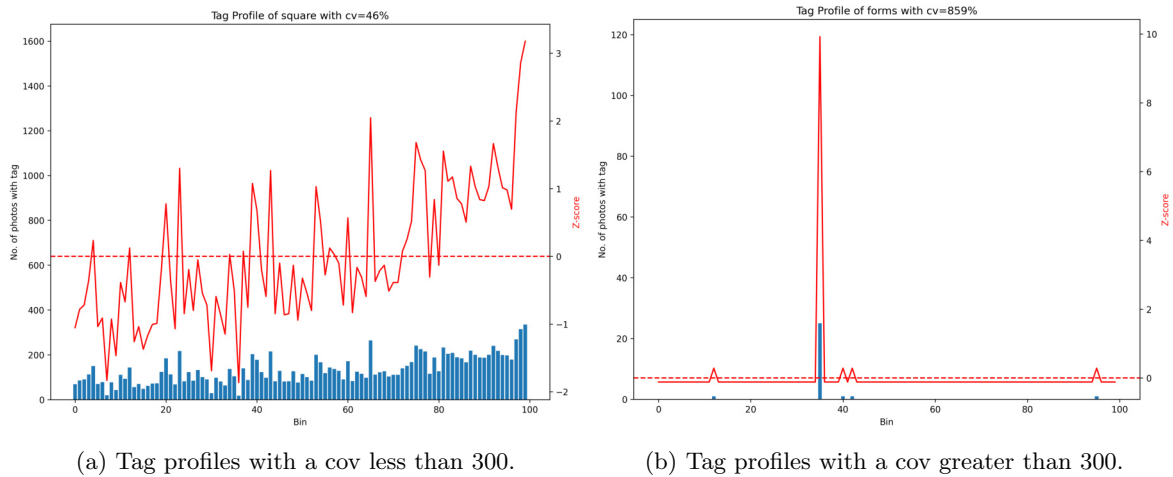 Tag Profile of square with cv=46%
1600
1400
1200
1000
800
600
400
200
0
No. of photos with tag
3
2
1
0
−1
−2
Z-score
0 20 40 60 80 100
Bin
(a) Tag profiles with a cov less than 300.
Tag Profile of forms with cv=859%
120
100
80
60
40
20
0
No. of photos with tag
10
8
6
4
2
0
Z-score
0 20 40 60 80 100
Bin
(b) Tag profiles with a cov greater than 300.